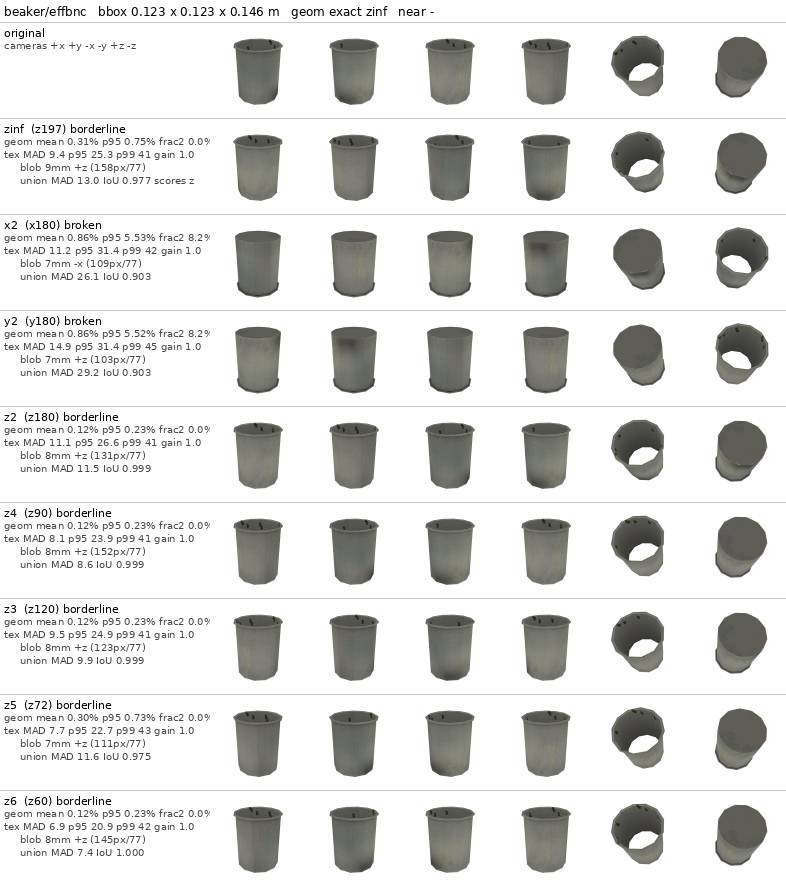 beaker/effbnc   bbox 0.123 x 0.123 x 0.146 m   geom exact zinf   near -
original
cameras +x +y -x -y +z -z
zinf  (z197) borderline
geom mean 0.31% p95 0.75% frac2 0.0%
tex MAD 9.4 p95 25.3 p99 41 gain 1.0
blob 9mm +z (158px/77)
union MAD 13.0 IoU 0.977 scores z
x2  (x180) broken
geom mean 0.86% p95 5.53% frac2 8.2%
tex MAD 11.2 p95 31.4 p99 42 gain 1.0
blob 7mm -x (109px/77)
union MAD 26.1 IoU 0.903
y2  (y180) broken
geom mean 0.86% p95 5.52% frac2 8.2%
tex MAD 14.9 p95 31.4 p99 45 gain 1.0
blob 7mm +z (103px/77)
union MAD 29.2 IoU 0.903
z2  (z180) borderline
geom mean 0.12% p95 0.23% frac2 0.0%
tex MAD 11.1 p95 26.6 p99 41 gain 1.0
blob 8mm +z (131px/77)
union MAD 11.5 IoU 0.999
z4  (z90) borderline
geom mean 0.12% p95 0.23% frac2 0.0%
tex MAD 8.1 p95 23.9 p99 41 gain 1.0
blob 8mm +z (152px/77)
union MAD 8.6 IoU 0.999
z3  (z120) borderline
geom mean 0.12% p95 0.23% frac2 0.0%
tex MAD 9.5 p95 24.9 p99 41 gain 1.0
blob 8mm +z (123px/77)
union MAD 9.9 IoU 0.999
z5  (z72) borderline
geom mean 0.30% p95 0.73% frac2 0.0%
tex MAD 7.7 p95 22.7 p99 43 gain 1.0
blob 7mm +z (111px/77)
union MAD 11.6 IoU 0.975
z6  (z60) borderline
geom mean 0.12% p95 0.23% frac2 0.0%
tex MAD 6.9 p95 20.9 p99 42 gain 1.0
blob 8mm +z (145px/77)
union MAD 7.4 IoU 1.000